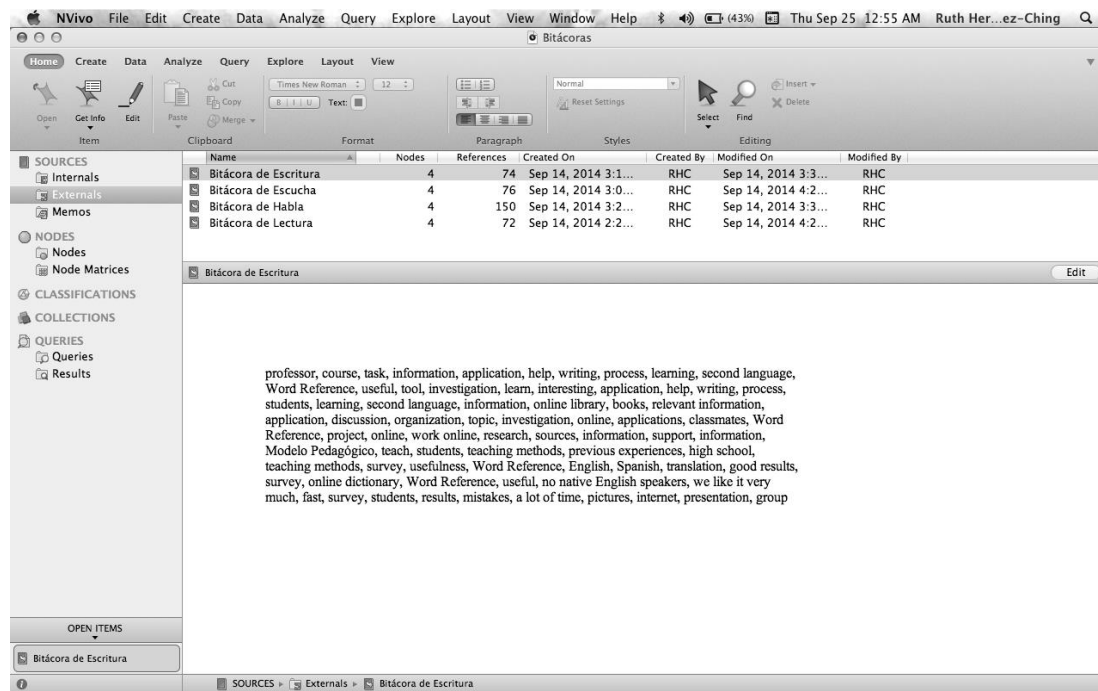 NVivo File Edit Create Data Analyze Query Explore Layout View Window Help (43%) Thu Sep 25 12:55 AM Ruth Her...ez-Ching
Bitácoras
Home Create Data Analyze Query Explore Layout View
Cut Times New Roman 12 Normal Insert
Copy B I U Text: Reset Settings Delete
Open Get Info Edit Paste Merge Select Find
Item Clipboard Format Paragraph Styles Editing
SOURCES
Internals
Externals
Memos
NODES
Nodes
Node Matrices
CLASSIFICATIONS
COLLECTIONS
QUERIES
Queries
Results
Name Nodes References Created On Created By Modified On Modified By
Bitácora de Escritura 4 74 Sep 14, 2014 3:1... RHC Sep 14, 2014 3:3... RHC
Bitácora de Escucha 4 76 Sep 14, 2014 3:0... RHC Sep 14, 2014 4:2... RHC
Bitácora de Habla 4 150 Sep 14, 2014 3:2... RHC Sep 14, 2014 3:3... RHC
Bitácora de Lectura 4 72 Sep 14, 2014 2:2... RHC Sep 14, 2014 4:2... RHC
Bitácora de Escritura Edit
professor, course, task, information, application, help, writing, process, learning, second language,
Word Reference, useful, tool, investigation, learn, interesting, application, help, writing, process,
students, learning, second language, information, online library, books, relevant information,
application, discussion, organization, topic, investigation, online, applications, classmates, Word
Reference, project, online, work online, research, sources, information, support, information,
Modelo Pedagógico, teach, students, teaching methods, previous experiences, high school,
teaching methods, survey, usefulness, Word Reference, English, Spanish, translation, good results,
survey, online dictionary, Word Reference, useful, no native English speakers, we like it very
much, fast, survey, students, results, mistakes, a lot of time, pictures, internet, presentation, group
OPEN ITEMS
Bitácora de Escritura
SOURCES Externals Bitácora de Escritura